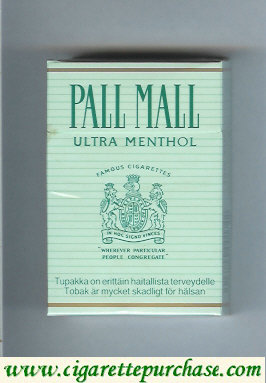 PALL MALL
ULTRA MENTHOL
FAMOUS CIGARETTES
IN HOC SIGNO VINCES
"WHEREVER PARTICULAR
PEOPLE CONGREGATE"
Tupakka on erittäin haitallista terveydelle
Tobak är mycket skadligt för hälsan
www.cigarettepurchase.com